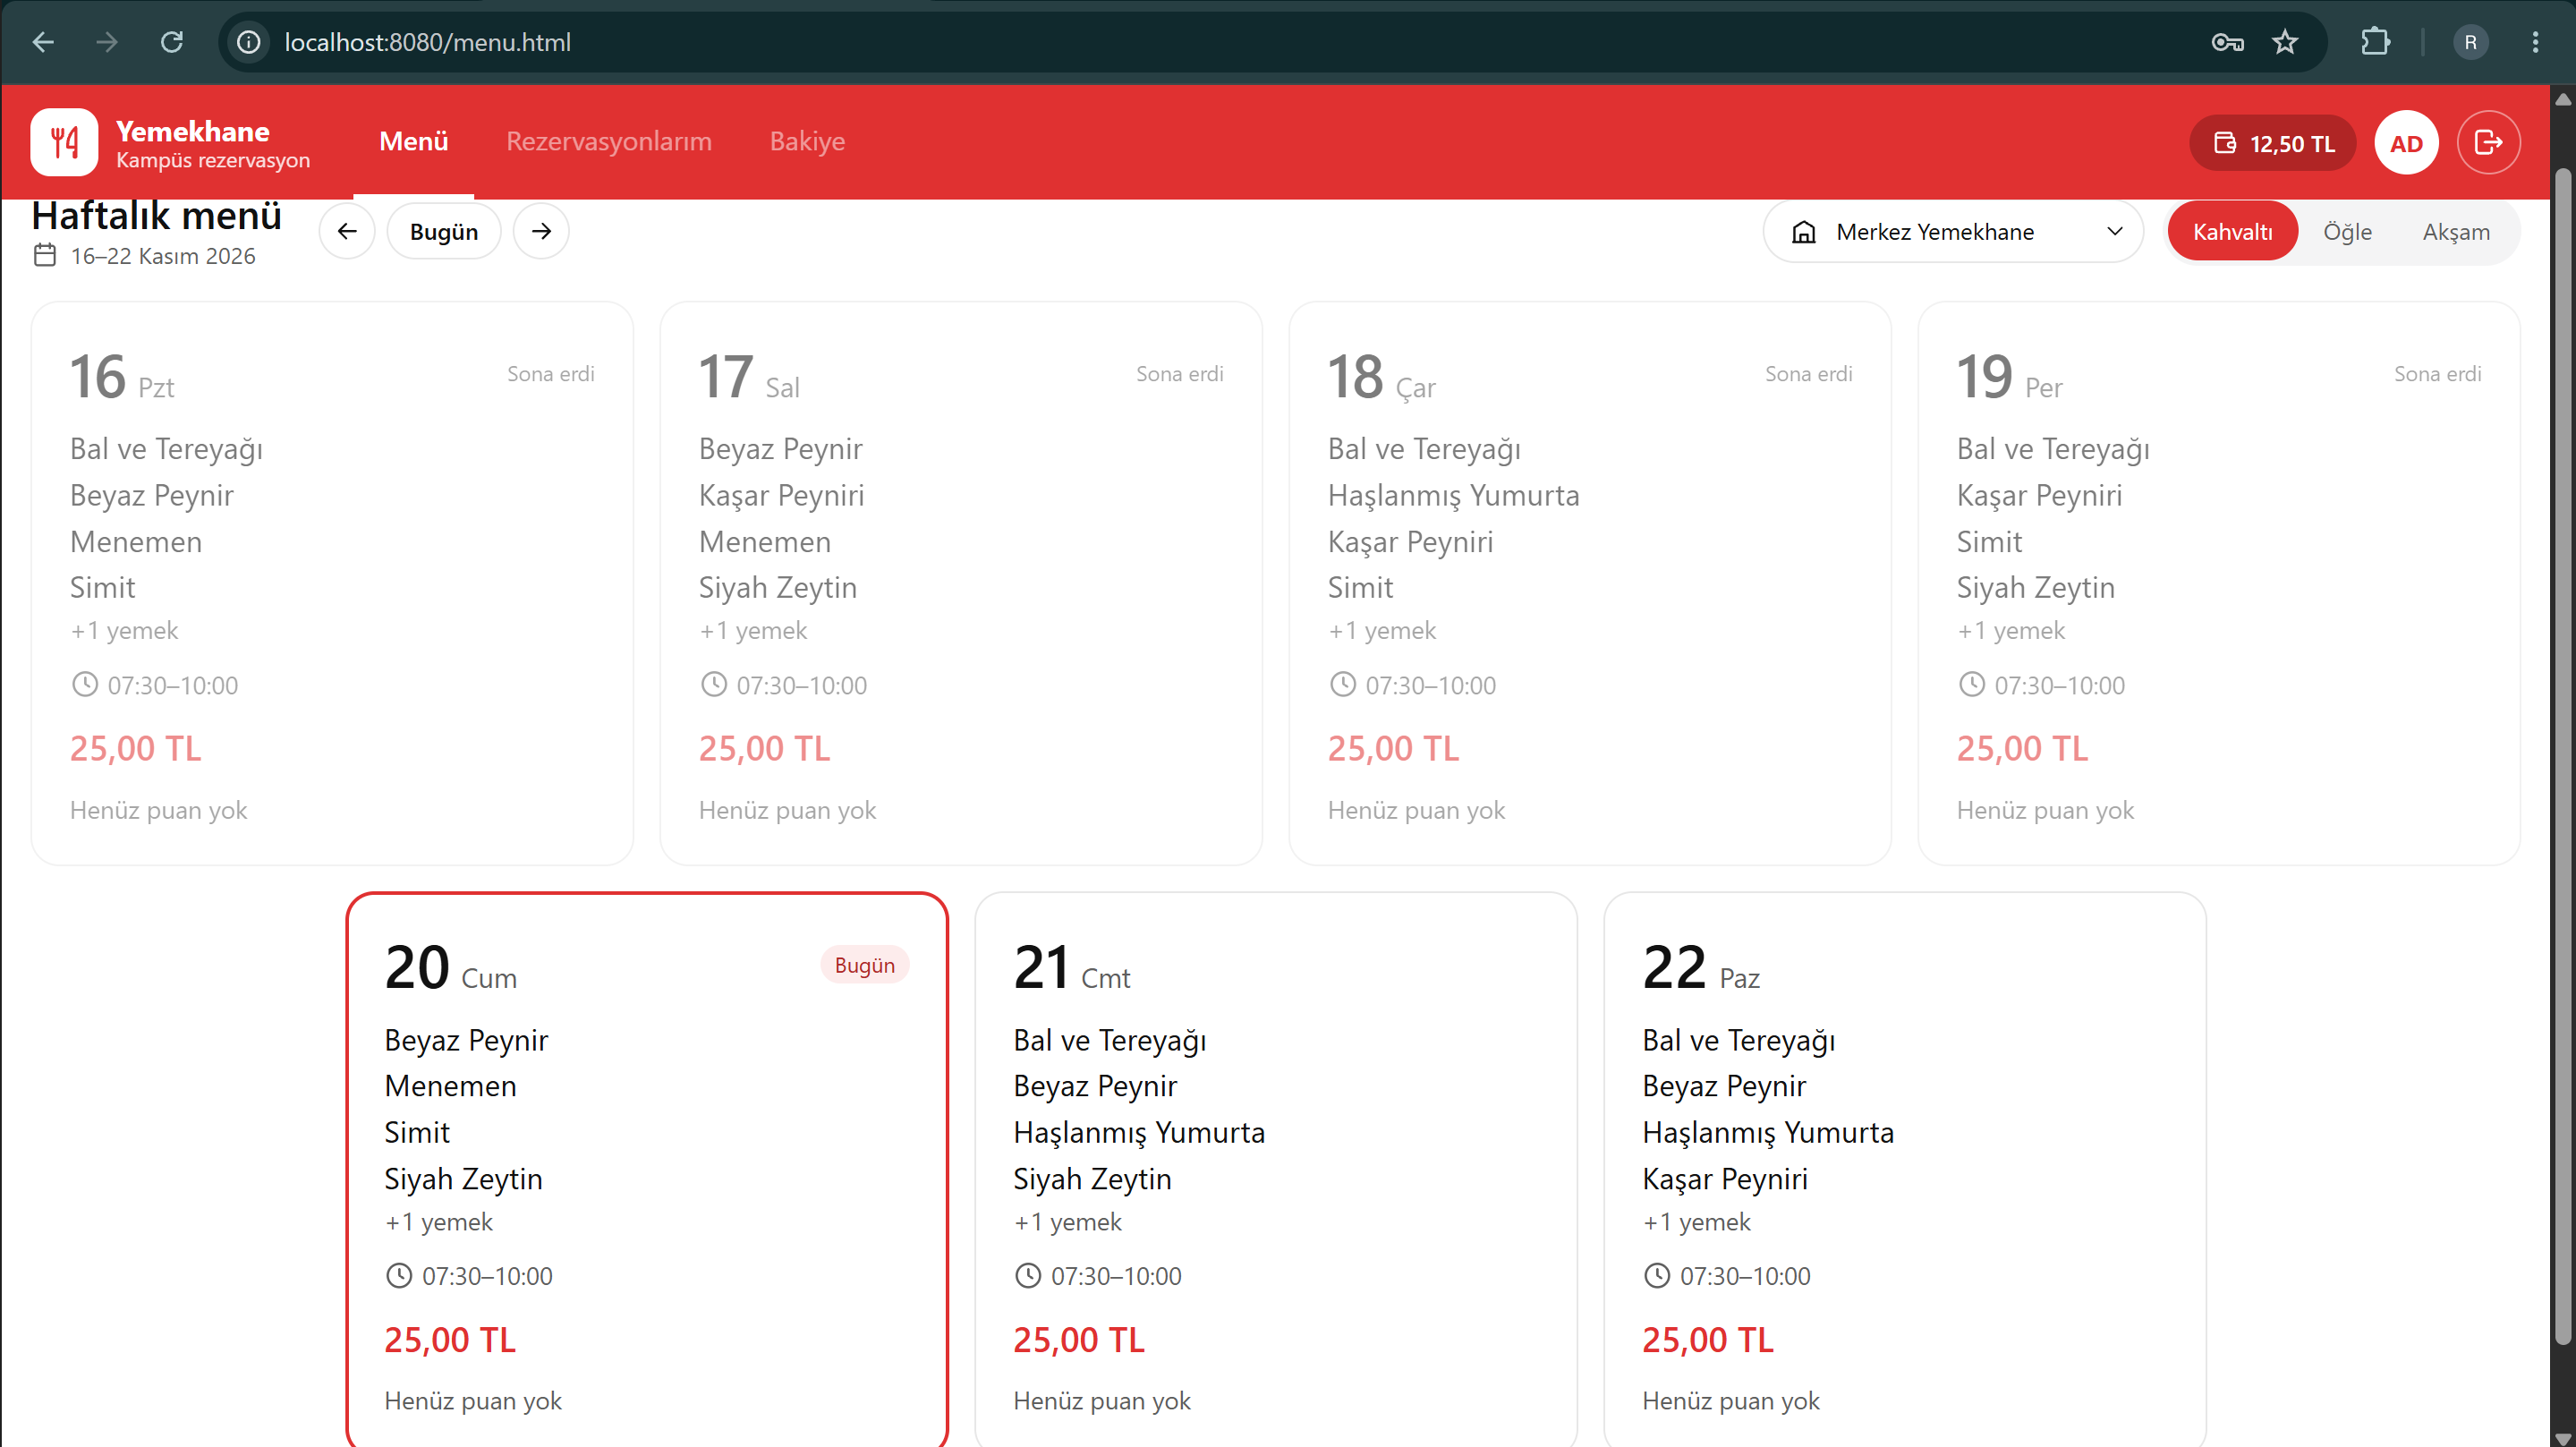 localhost:8080/menu.html
R
Yemekhane
Kampüs rezervasyon
Menü
Rezervasyonlarım
Bakiye
12,50 TL
AD
Haftalık menü
16–22 Kasım 2026
Bugün
Merkez Yemekhane
Kahvaltı
Öğle
Akşam
16 Pzt
Sona erdi
Bal ve Tereyağı
Beyaz Peynir
Menemen
Simit
+1 yemek
07:30–10:00
25,00 TL
Henüz puan yok
17 Sal
Sona erdi
Beyaz Peynir
Kaşar Peyniri
Menemen
Siyah Zeytin
+1 yemek
07:30–10:00
25,00 TL
Henüz puan yok
18 Çar
Sona erdi
Bal ve Tereyağı
Haşlanmış Yumurta
Kaşar Peyniri
Simit
+1 yemek
07:30–10:00
25,00 TL
Henüz puan yok
19 Per
Sona erdi
Bal ve Tereyağı
Kaşar Peyniri
Simit
Siyah Zeytin
+1 yemek
07:30–10:00
25,00 TL
Henüz puan yok
20 Cum
Bugün
Beyaz Peynir
Menemen
Simit
Siyah Zeytin
+1 yemek
07:30–10:00
25,00 TL
Henüz puan yok
21 Cmt
Bal ve Tereyağı
Beyaz Peynir
Haşlanmış Yumurta
Siyah Zeytin
+1 yemek
07:30–10:00
25,00 TL
Henüz puan yok
22 Paz
Bal ve Tereyağı
Beyaz Peynir
Haşlanmış Yumurta
Kaşar Peyniri
+1 yemek
07:30–10:00
25,00 TL
Henüz puan yok